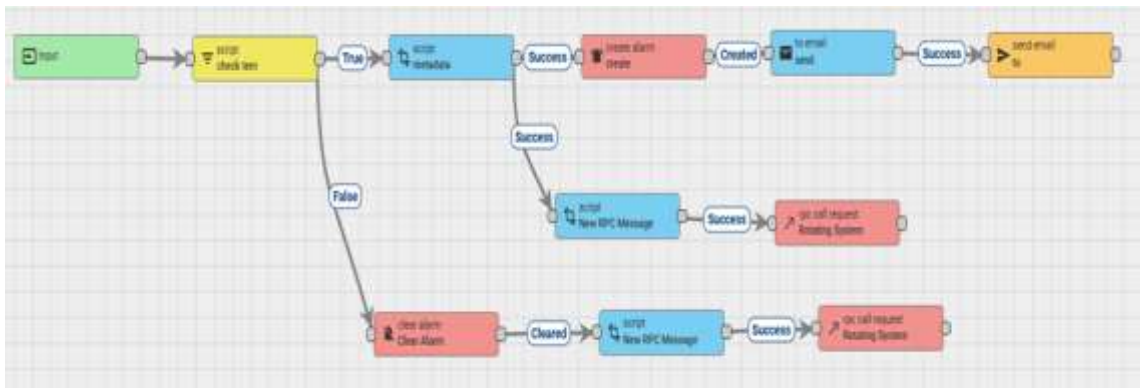 Input
script
check tem
True
script
metadata
Success
create alarm
create
Created
to email
send
Success
send email
to
Success
False
script
New RPC Message
Success
rpc call request
Rotating System
clear alarm
Clear Alarm
Cleared
script
New RPC Message
Success
rpc call request
Rotating System